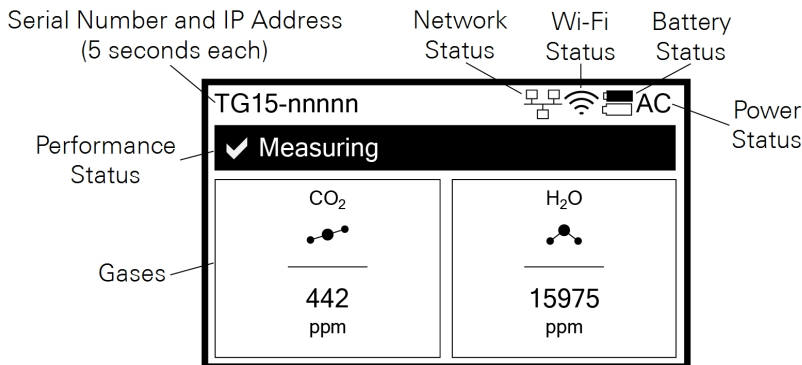 Serial Number and IP Address
(5 seconds each)
Network
Status
Wi-Fi
Status
Battery
Status
TG15-nnnnn
AC
Power
Status
Performance
Status
Measuring
Gases
CO₂
442
ppm
H₂O
15975
ppm